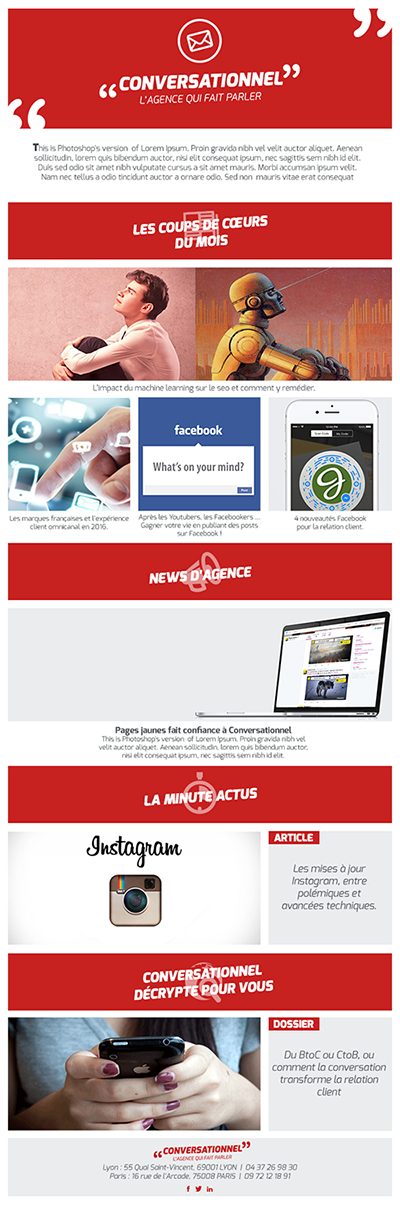 “CONVERSATIONNEL”
L'AGENCE QUI FAIT PARLER
This is Photoshop's version of Lorem Ipsum. Proin gravida nibh vel velit auctor aliquet. Aenean
sollicitudin, lorem quis bibendum auctor, nisi elit consequat ipsum, nec sagittis sem nibh id elit.
Duis sed odio sit amet nibh vulputate cursus a sit amet mauris. Morbi accumsan ipsum velit.
Nam nec tellus a odio tincidunt auctor a ornare odio. Sed non mauris vitae erat consequat
LES COUPS DE CŒURS
DU MOIS
L'impact du machine learning sur le seo et comment y remédier.
facebook
What's on your mind?
Les marques françaises et l'expérience
client omnicanal en 2016.
Après les Youtubers, les Facebookers ...
Gagner votre vie en publiant des posts
sur Facebook !
4 nouveautés Facebook
pour la relation client.
NEWS D'AGENCE
Pages jaunes fait confiance à Conversationnel
This is Photoshop's version of Lorem Ipsum. Proin gravida nibh vel
velit auctor aliquet. Aenean sollicitudin, lorem quis bibendum auctor,
nisi elit consequat ipsum, nec sagittis sem nibh id elit.
LA MINUTE ACTUS
Instagram
ARTICLE
Les mises à jour
Instagram, entre
polémiques et
avancées techniques.
CONVERSATIONNEL
DÉCRYPTE POUR VOUS
DOSSIER
Du BtoC ou CtoB, ou
comment la conversation
transforme la relation
client
“CONVERSATIONNEL”
L'AGENCE QUI FAIT PARLER
Lyon : 55 Quai Saint-Vincent, 69001 LYON | 04 37 26 98 30
Paris : 16 rue de l'Arcade, 75008 PARIS | 09 72 12 18 91